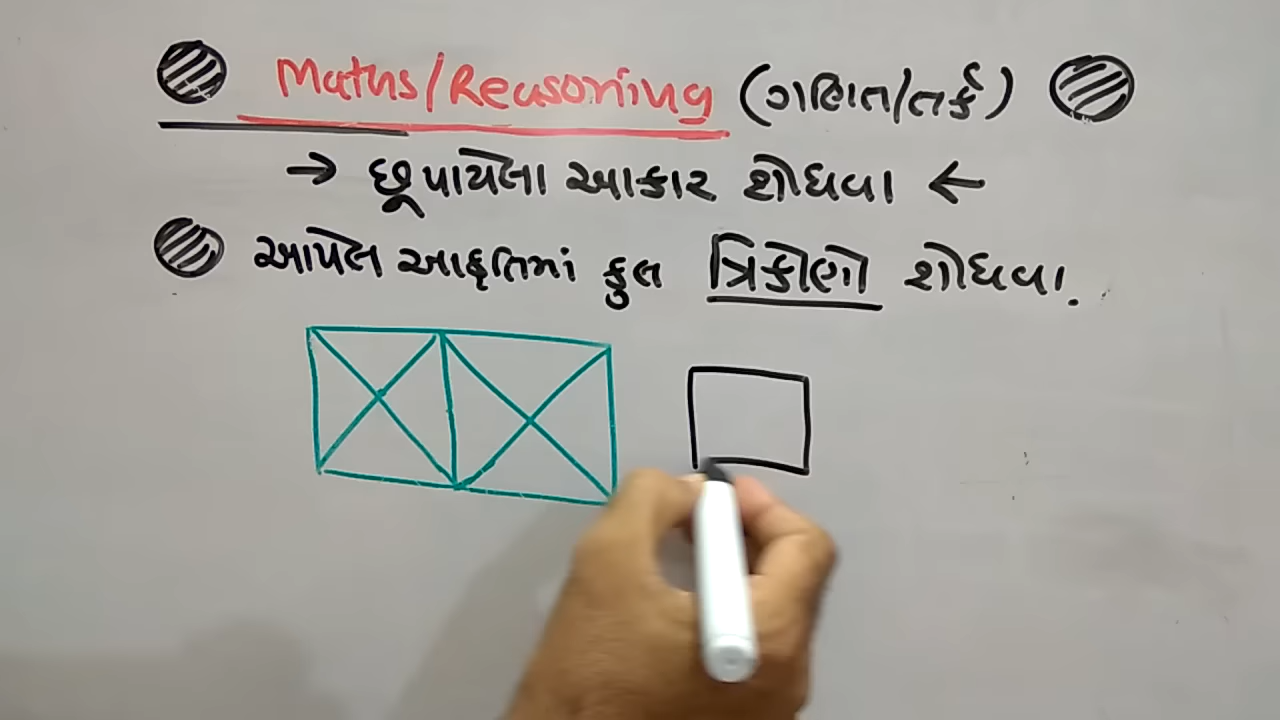 Maths/Reasoning (ગણિત/તર્ક)
→ છૂપાયેલા આકાર શોધવા ←
આપેલ આકૃતિમાં કુલ ત્રિકોણો શોધવા.